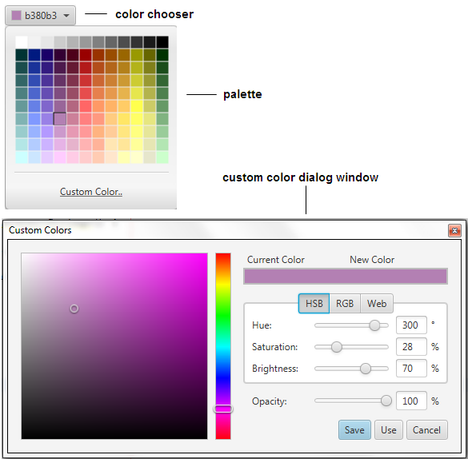 b380b3
color chooser
palette
Custom Color..
custom color dialog window
Custom Colors
Current Color New Color
HSB RGB Web
Hue: 300 °
Saturation: 28 %
Brightness: 70 %
Opacity: 100 %
Save Use Cancel